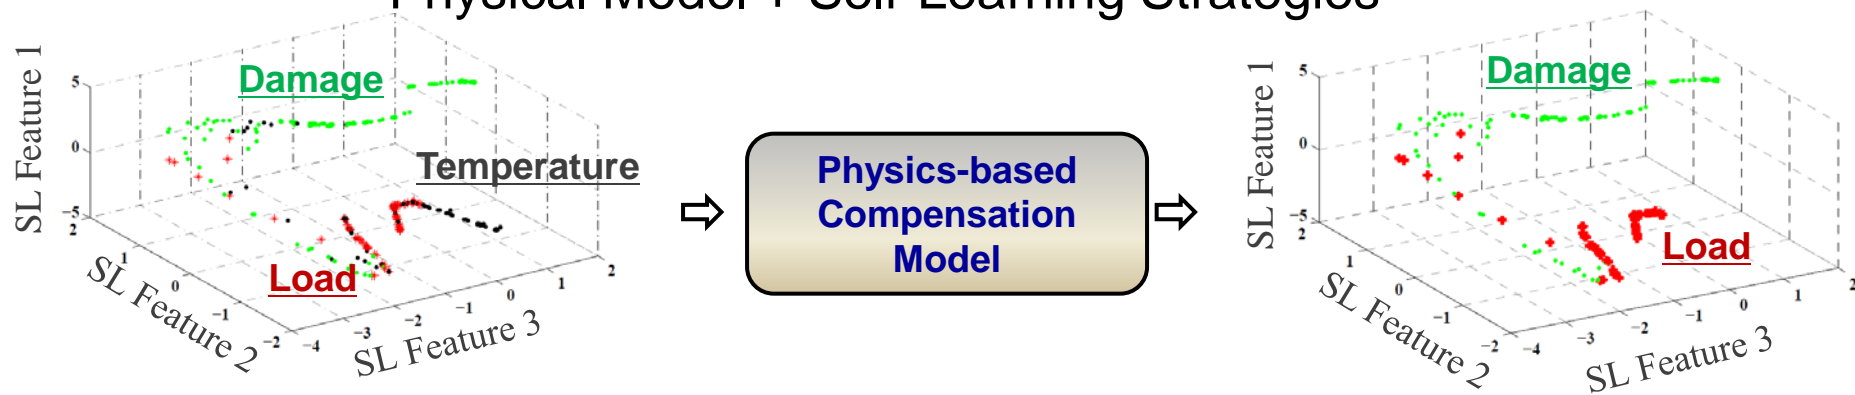 Physical Model + Self-Learning Strategies
Damage
Temperature
Load
SL Feature 1
5
0
−5
2
1
0
−1
−2
SL Feature 2
−4
−3
−2
−1
0
1
2
SL Feature 3
Physics-based
Compensation
Model
Damage
Load
SL Feature 1
5
0
−5
2
1
0
−1
−2
SL Feature 2
−4
−3
−2
−1
0
1
2
SL Feature 3